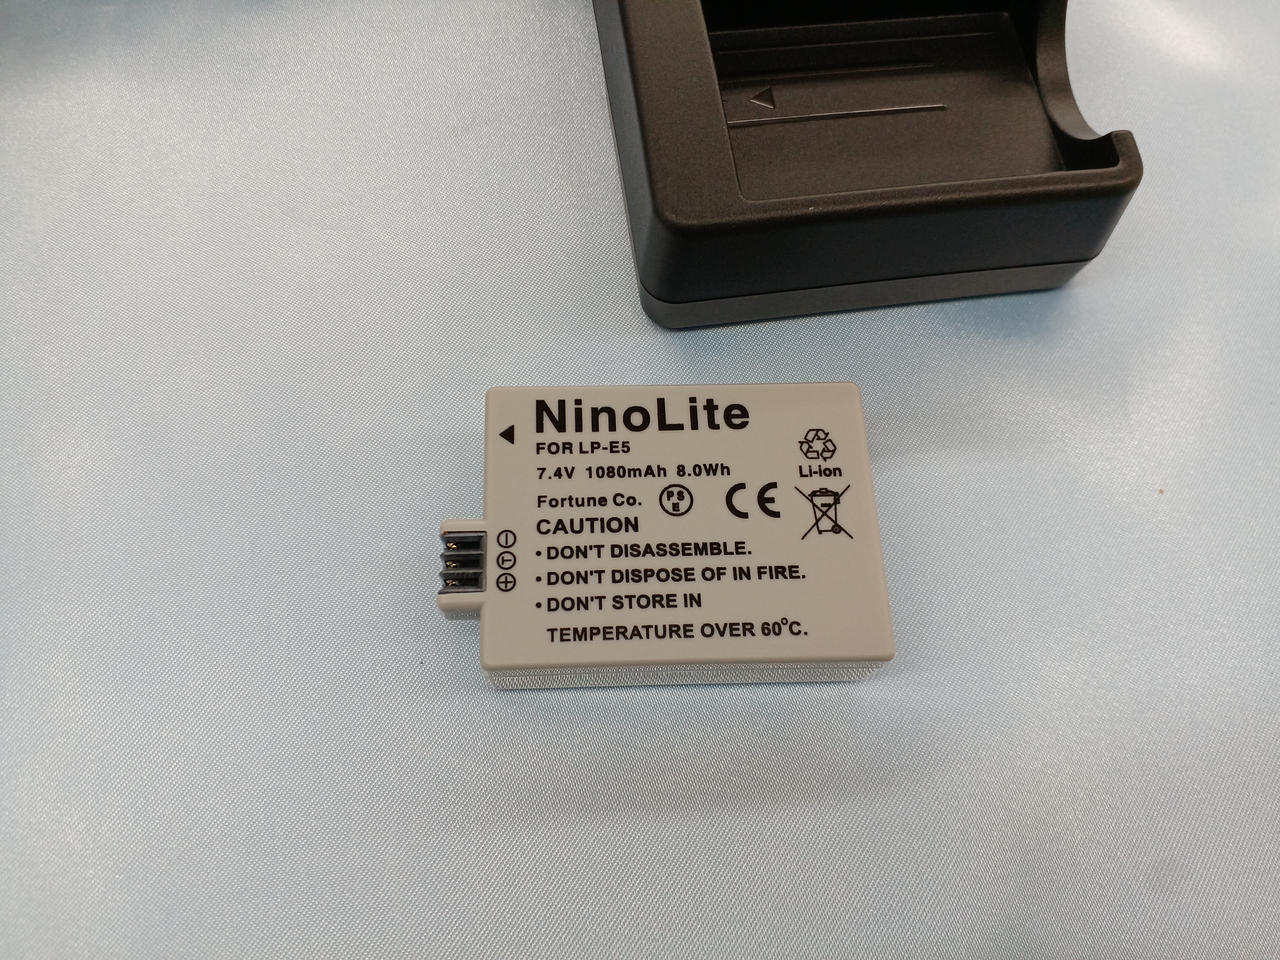 NinoLite
FOR LP-E5
7.4V 1080mAh 8.0Wh
Li-ion
Fortune Co. PS E CE
CAUTION
• DON'T DISASSEMBLE.
• DON'T DISPOSE OF IN FIRE.
• DON'T STORE IN
TEMPERATURE OVER 60°C.
T